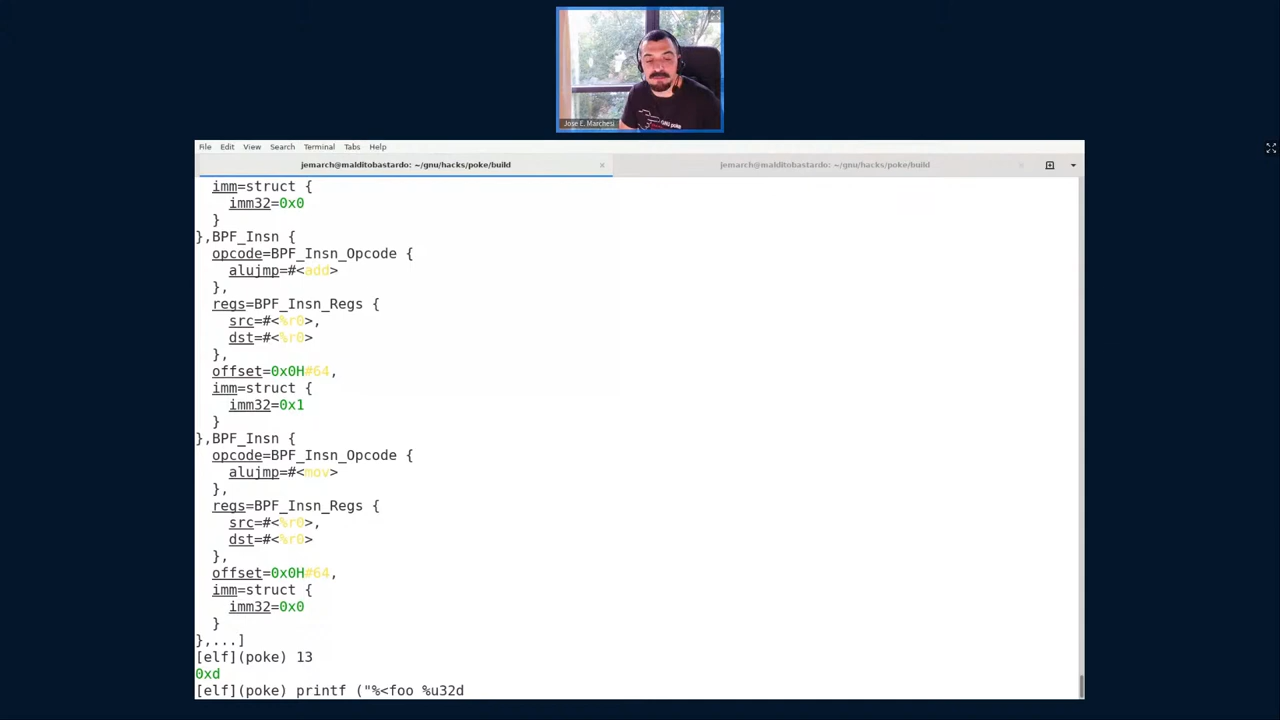 Jose E. Marchesi
File Edit View Search Terminal Tabs Help
jemarch@malditobastardo: ~/gnu/hacks/poke/build
jemarch@malditobastardo: ~/gnu/hacks/poke/build
imm=struct {
imm32=0x0
}
},BPF_Insn {
opcode=BPF_Insn_Opcode {
alujmp=#<add>
},
regs=BPF_Insn_Regs {
src=#<%r0>,
dst=#<%r0>
},
offset=0x0H#64,
imm=struct {
imm32=0x1
}
},BPF_Insn {
opcode=BPF_Insn_Opcode {
alujmp=#<mov>
},
regs=BPF_Insn_Regs {
src=#<%r0>,
dst=#<%r0>
},
offset=0x0H#64,
imm=struct {
imm32=0x0
}
},...]
[elf](poke) 13
0xd
[elf](poke) printf ("%<foo %u32d